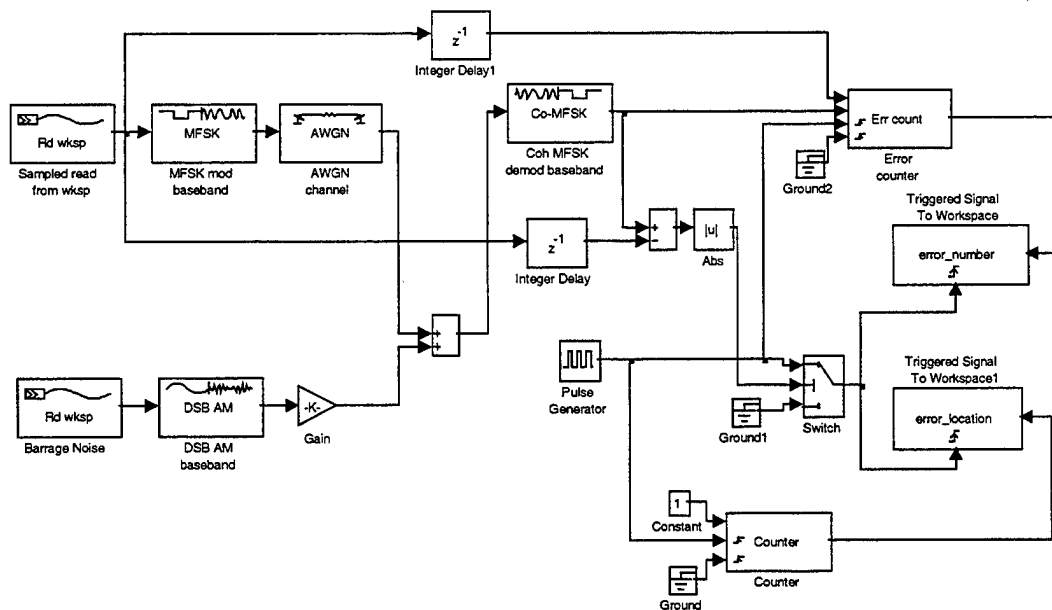 z-1
Integer Delay1
Rd wksp
Sampled read
from wksp
MFSK
MFSK mod
baseband
AWGN
AWGN
channel
Co-MFSK
Coh MFSK
demod baseband
Err count
Error
counter
Ground2
Triggered Signal
To Workspace
error_number
z-1
Integer Delay
+
−
|u|
Abs
+
+
Pulse
Generator
Ground1
Switch
Triggered Signal
To Workspace1
error_location
Rd wksp
Barrage Noise
DSB AM
DSB AM
baseband
-K-
Gain
1
Constant
Counter
Counter
Ground